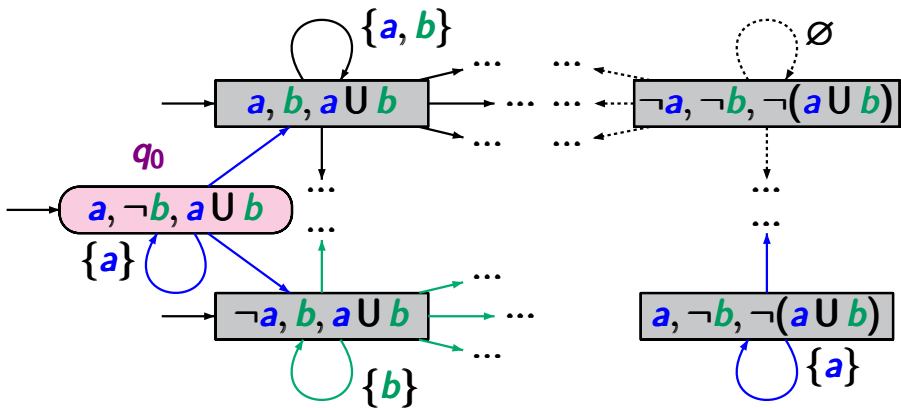 {a, b}
∅
... ...
a, b, a U b
... ...
¬a, ¬b, ¬(a U b)
... ...
q₀
... ...
a, ¬b, a U b
... ...
{a}
...
¬a, b, a U b
...
a, ¬b, ¬(a U b)
...
{b}
{a}